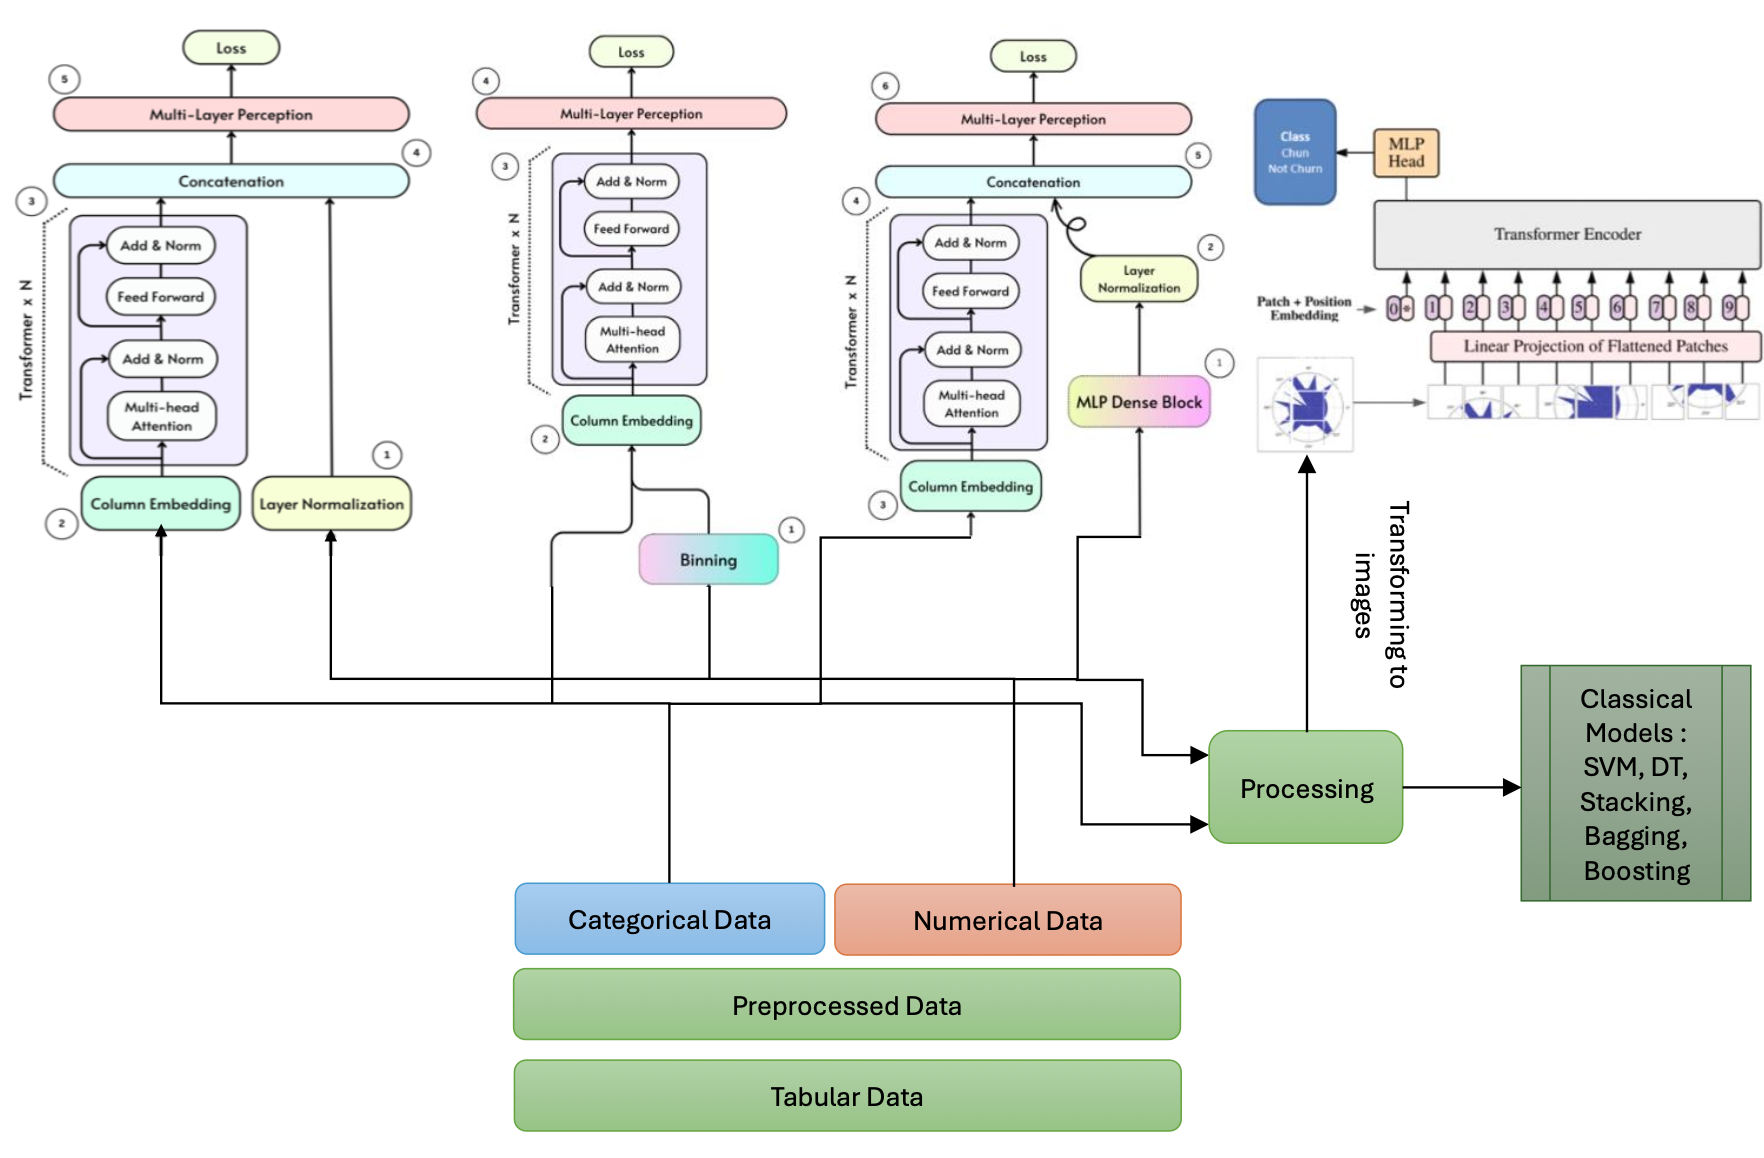 Loss
5
Multi-Layer Perception
4
Concatenation
3
Transformer x N
Add & Norm
Feed Forward
Add & Norm
Multi-head
Attention
1
Column Embedding
Layer Normalization
2
Loss
4
Multi-Layer Perception
3
Transformer x N
Add & Norm
Feed Forward
Add & Norm
Multi-head
Attention
Column Embedding
2
1
Binning
Loss
6
Multi-Layer Perception
5
Concatenation
4
Transformer x N
Add & Norm
Feed Forward
Add & Norm
Multi-head
Attention
2
Layer
Normalization
1
MLP Dense Block
Column Embedding
3
Class
Chun
Not Churn
MLP
Head
Transformer Encoder
Patch + Position
Embedding
0 * 1 2 3 4 5 6 7 8 9
Linear Projection of Flattened Patches
Transforming to
images
Processing
Classical
Models :
SVM, DT,
Stacking,
Bagging,
Boosting
Categorical Data
Numerical Data
Preprocessed Data
Tabular Data